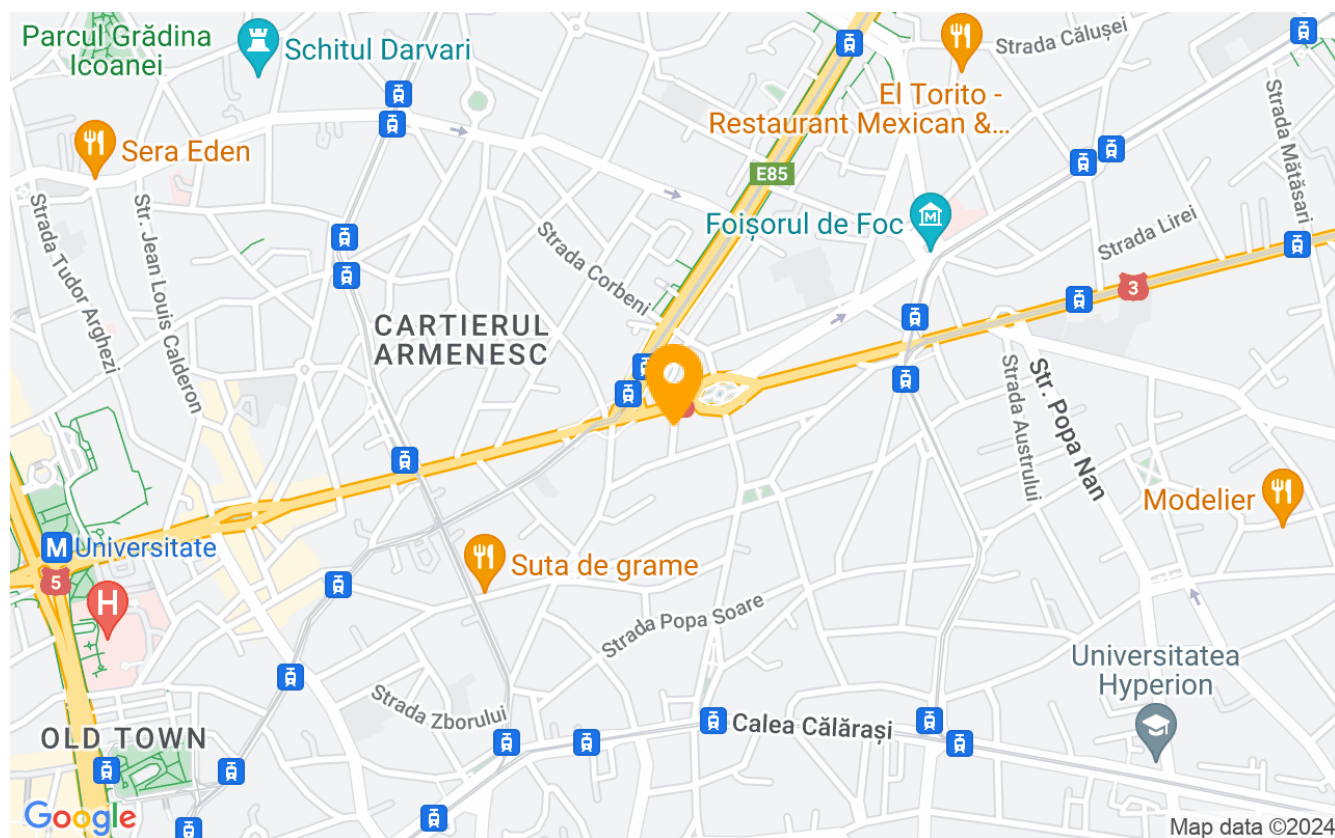 Parcul Grădina
Icoanei
Schitul Darvari
Strada Călușei
El Torito -
Restaurant Mexican &...
Strada Mătăsari
Sera Eden
E85
Foișorul de Foc
Strada Lirei
Strada Tudor Arghezi
Str. Jean Louis Calderon
Strada Corbeni
3
CARTIERUL
ARMENESC
Strada Austrului
Str. Popa Nan
Modelier
M
Universitate
5
H
Suta de grame
Strada Popa Soare
Universitatea
Hyperion
Strada Zborului
Calea Călărași
OLD TOWN
Google
Map data ©2024